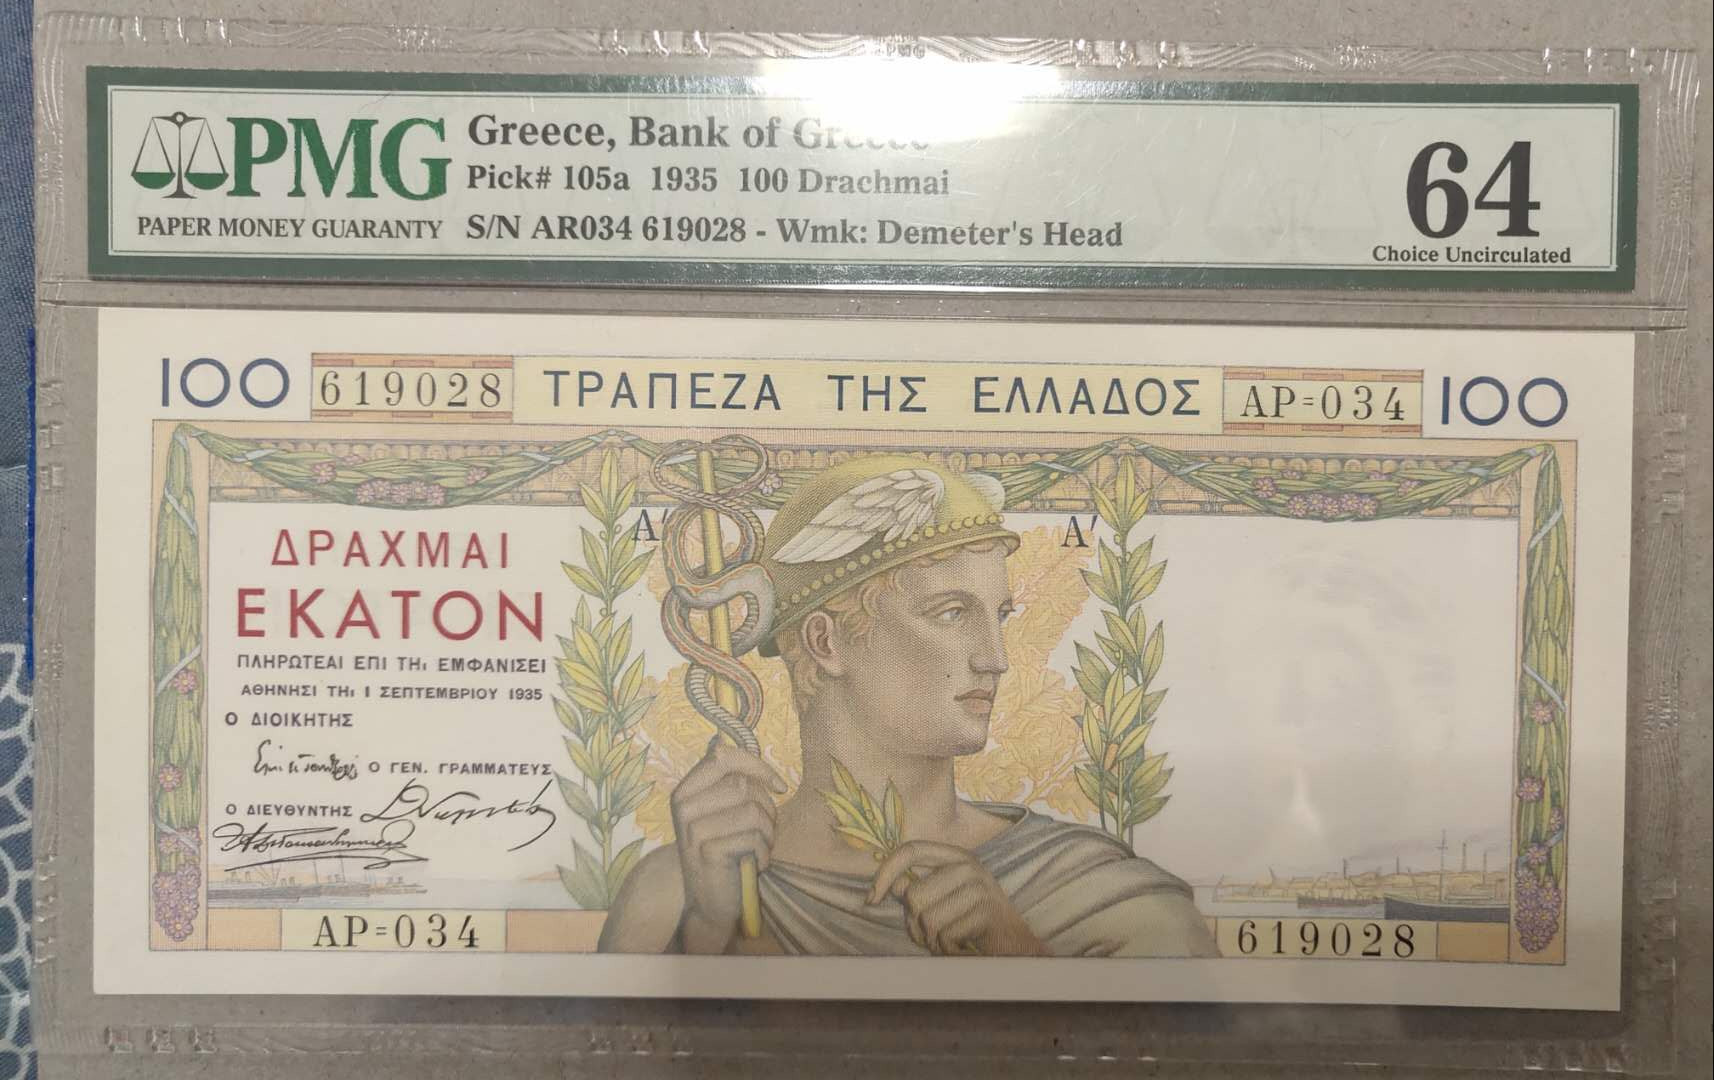 PMG
PMG
PAPER MONEY GUARANTY
Greece, Bank of Greece
Pick# 105a 1935 100 Drachmai
S/N AR034 619028 - Wmk: Demeter's Head
64
Choice Uncirculated
100 619028 ΤΡΑΠΕΖΑ ΤΗΣ ΕΛΛΑΔΟΣ ΑΡ=034 100
Α′ Α′
ΔΡΑΧΜΑΙ
ΕΚΑΤΟΝ
ΠΛΗΡΩΤΕΑΙ ΕΠΙ ΤΗι ΕΜΦΑΝΙΣΕΙ
ΑΘΗΝΗΣΙ ΤΗι 1 ΣΕΠΤΕΜΒΡΙΟΥ 1935
Ο ΔΙΟΙΚΗΤΗΣ
Ο ΓΕΝ. ΓΡΑΜΜΑΤΕΥΣ
Ο ΔΙΕΥΘΥΝΤΗΣ
ΑΡ=034 619028